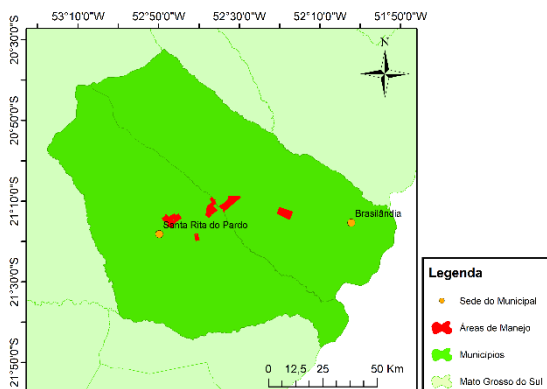 53°10'0"W 52°50'0"W 52°30'0"W 52°10'0"W 51°50'0"W
20°30'0"S
20°50'0"S
21°10'0"S
21°30'0"S
21°50'0"S
N
Brasilândia
Santa Rita do Pardo
0 12,5 25 50 Km
Legenda
Sede do Municipal
Áreas de Manejo
Municípios
Mato Grosso do Sul